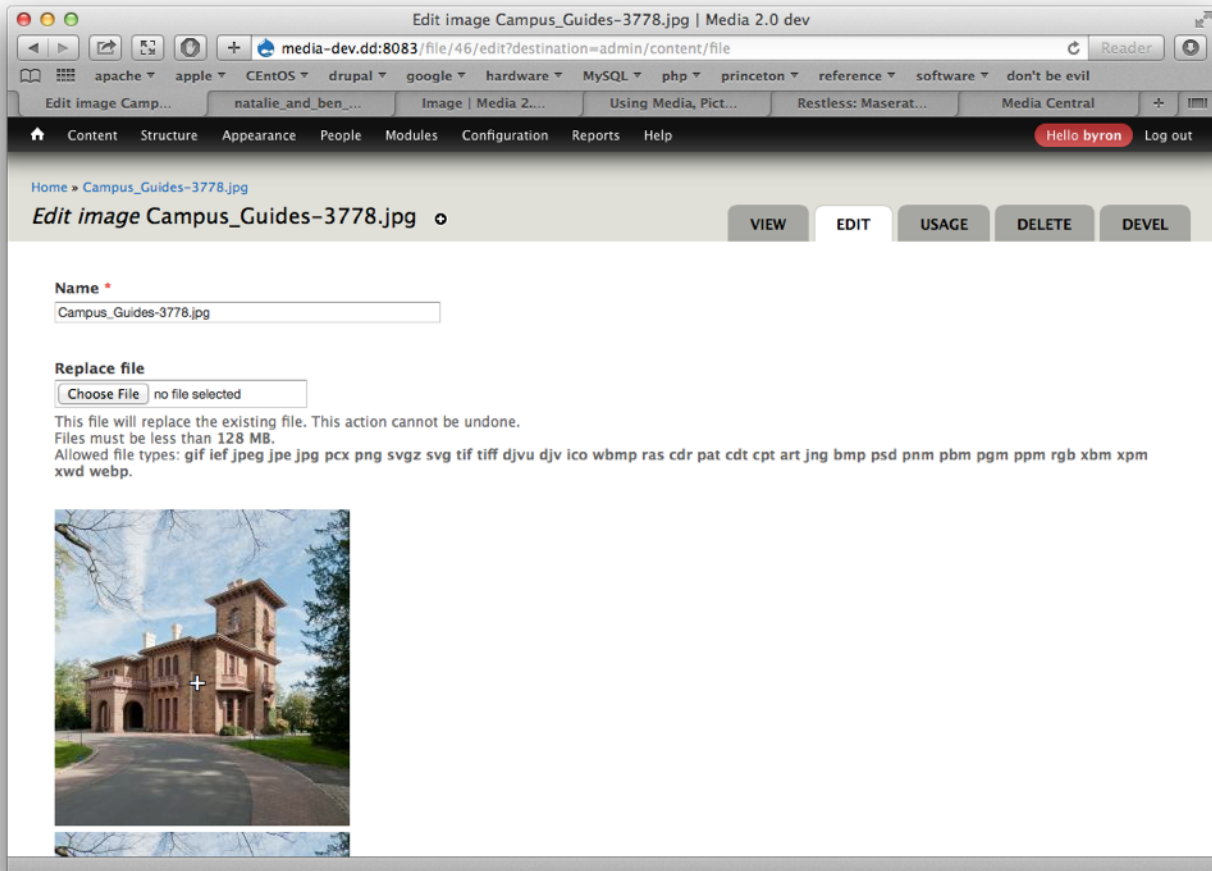 Edit image Campus_Guides-3778.jpg | Media 2.0 dev
media-dev.dd:8083/file/46/edit?destination=admin/content/file
Reader
apache apple CEntOS drupal google hardware MySQL php princeton reference software don't be evil
Edit image Camp... natalie_and_ben_... Image | Media 2.... Using Media, Pict... Restless: Maserat... Media Central
Content Structure Appearance People Modules Configuration Reports Help Hello byron Log out
Home » Campus_Guides-3778.jpg
Edit image Campus_Guides-3778.jpg
VIEW EDIT USAGE DELETE DEVEL
Name *
Campus_Guides-3778.jpg
Replace file
Choose File no file selected
This file will replace the existing file. This action cannot be undone.
Files must be less than 128 MB.
Allowed file types: gif ief jpeg jpe jpg pcx png svgz svg tif tiff djvu djv ico wbmp ras cdr pat cdt cpt art jng bmp psd pnm pbm pgm ppm rgb xbm xpm
xwd webp.